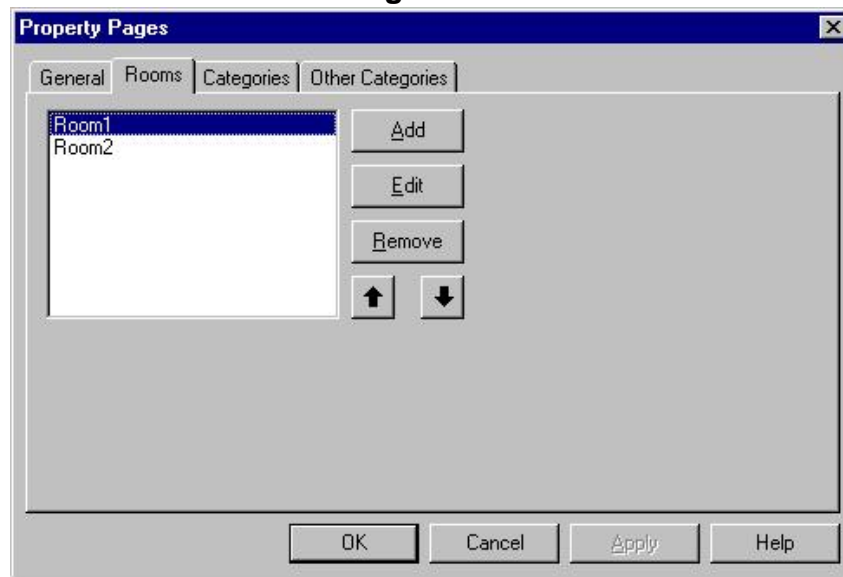 Property Pages
General Rooms Categories Other Categories
Room1
Room2
Add
Edit
Remove
OK Cancel Apply Help